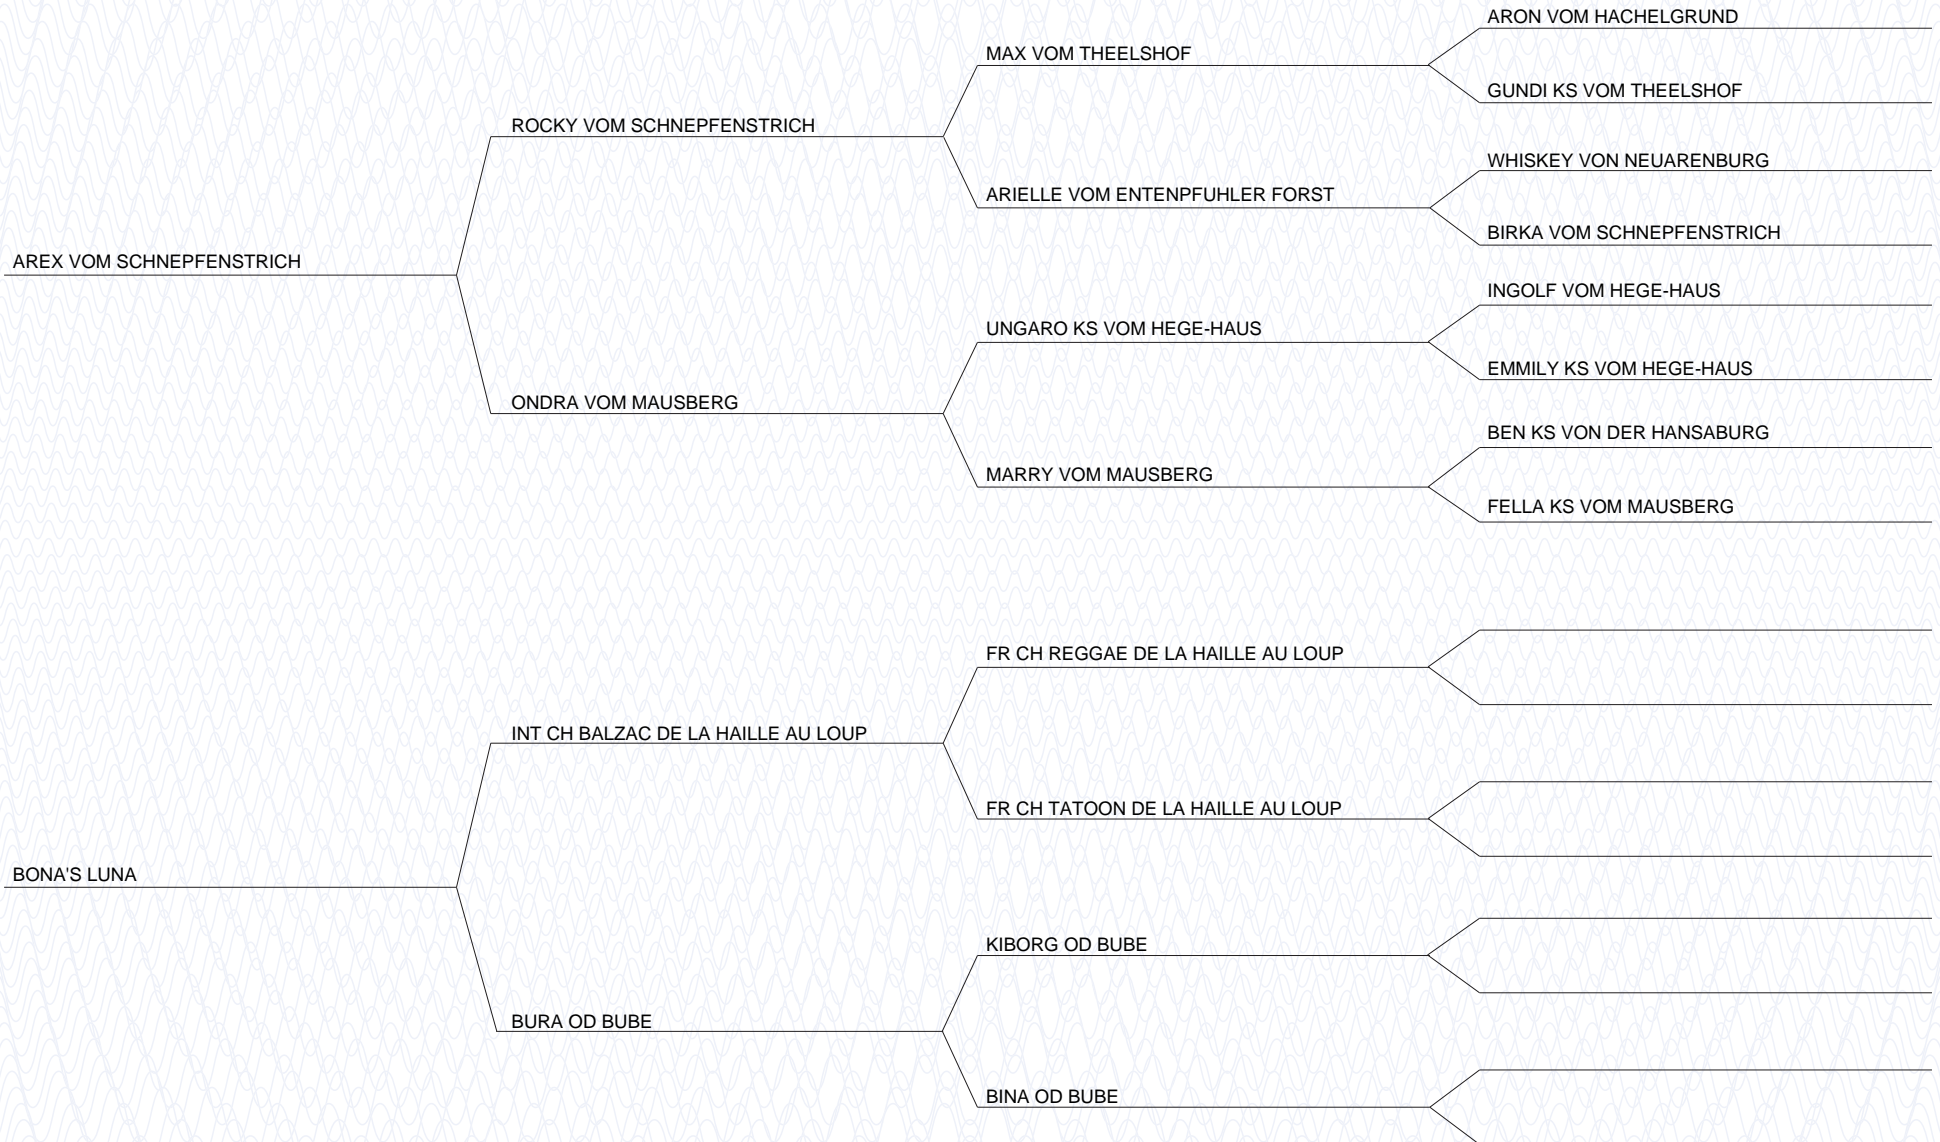 ARON VOM HACHELGRUND
MAX VOM THEELSHOF
GUNDI KS VOM THEELSHOF
ROCKY VOM SCHNEPFENSTRICH
WHISKEY VON NEUARENBURG
ARIELLE VOM ENTENPFUHLER FORST
BIRKA VOM SCHNEPFENSTRICH
AREX VOM SCHNEPFENSTRICH
INGOLF VOM HEGE-HAUS
UNGARO KS VOM HEGE-HAUS
EMMILY KS VOM HEGE-HAUS
ONDRA VOM MAUSBERG
BEN KS VON DER HANSABURG
MARRY VOM MAUSBERG
FELLA KS VOM MAUSBERG
FR CH REGGAE DE LA HAILLE AU LOUP
INT CH BALZAC DE LA HAILLE AU LOUP
FR CH TATOON DE LA HAILLE AU LOUP
BONA'S LUNA
KIBORG OD BUBE
BURA OD BUBE
BINA OD BUBE